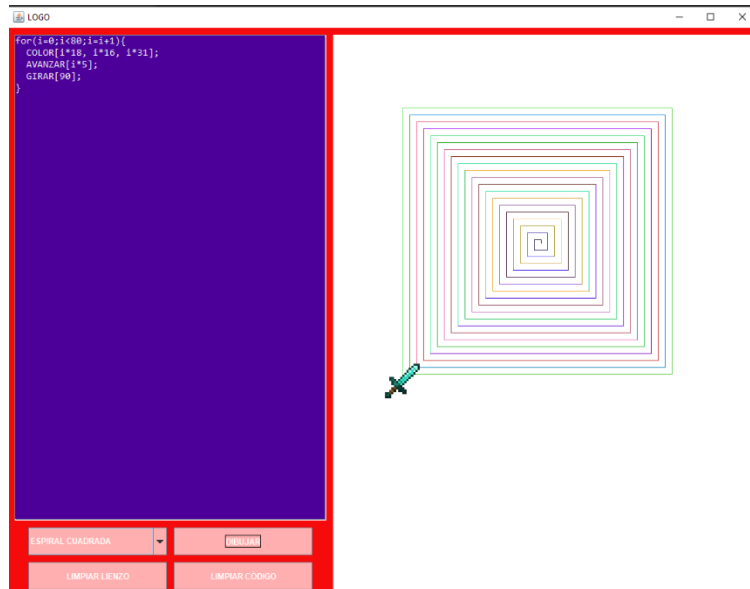 LOGO
for(i=0;i<80;i=i+1){
  COLOR[i*18, i*16, i*31];
  AVANZAR[i*5];
  GIRAR[90];
}
ESPIRAL CUADRADA
DIBUJAR
LIMPIAR LIENZO
LIMPIAR CÓDIGO